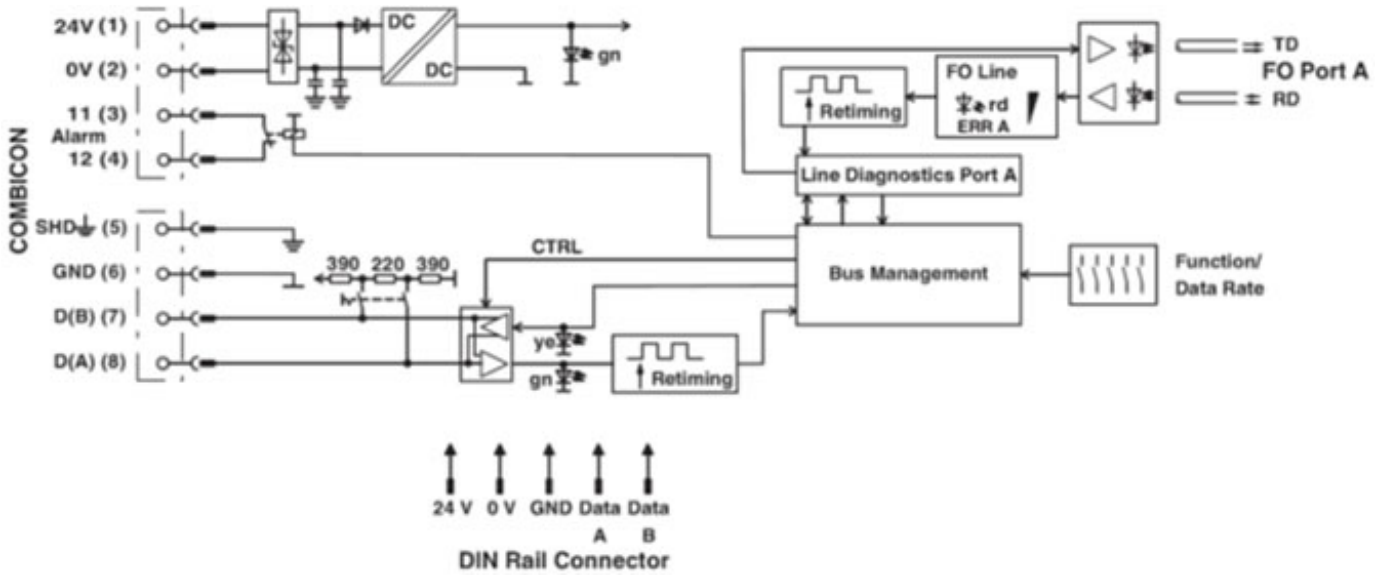 COMBICON
24V (1)
0V (2)
11 (3)
Alarm
12 (4)
SHD (5)
GND (6)
D(B) (7)
D(A) (8)
DC
DC
gn
390 220 390
CTRL
ye
gn
Retiming
Retiming
FO Line
rd
ERR A
TD
FO Port A
RD
Line Diagnostics Port A
Bus Management
Function/
Data Rate
24 V 0 V GND Data Data
A B
DIN Rail Connector